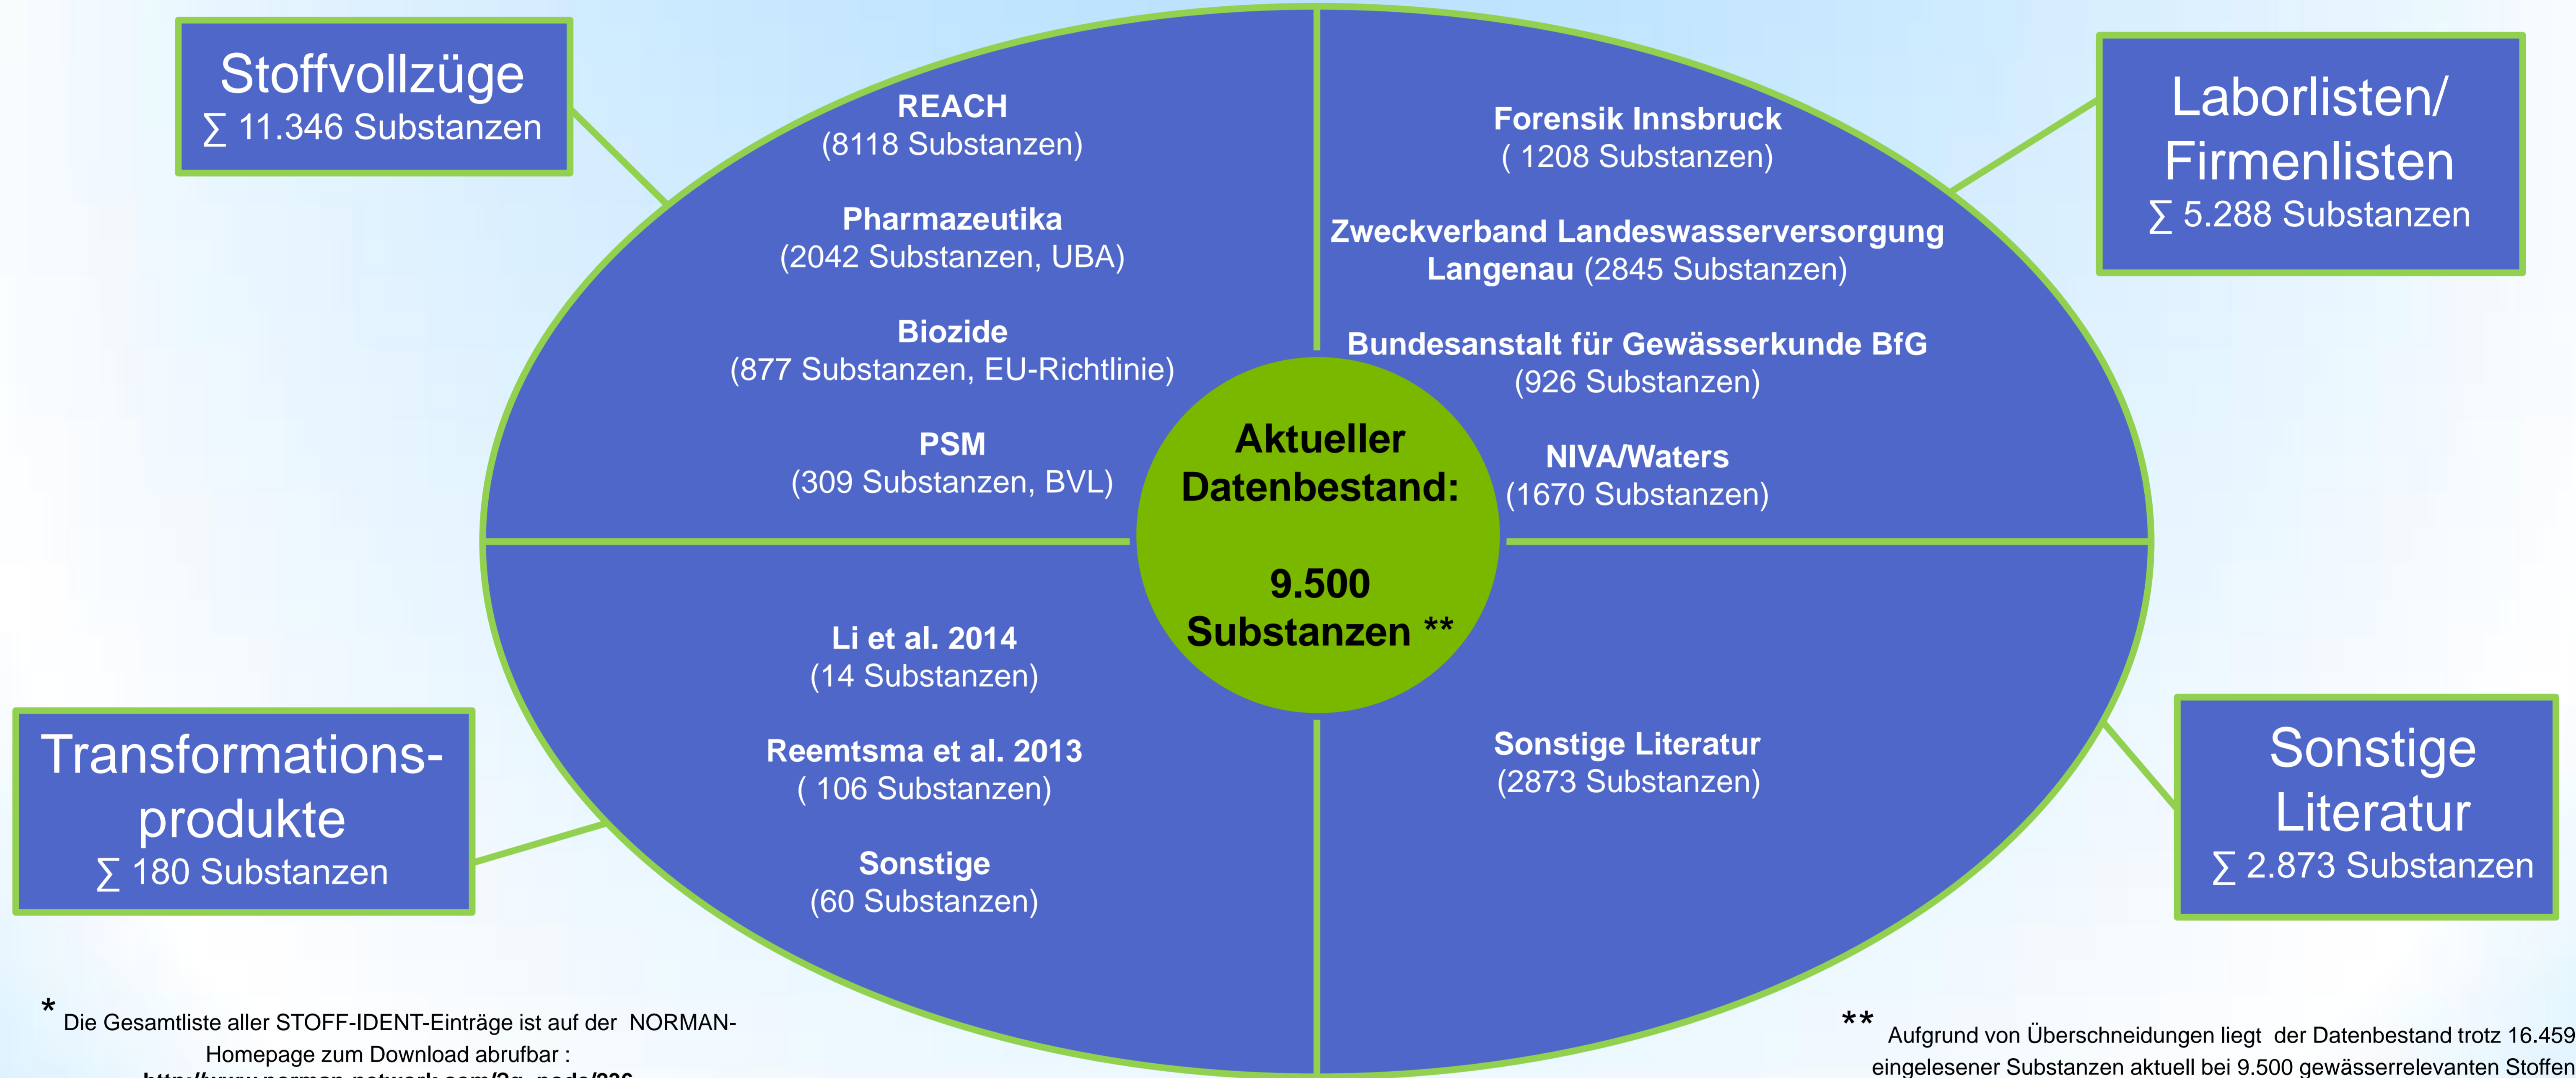 Stoffvollzüge
∑ 11.346 Substanzen
REACH
(8118 Substanzen)
Pharmazeutika
(2042 Substanzen, UBA)
Biozide
(877 Substanzen, EU-Richtlinie)
PSM
(309 Substanzen, BVL)
Forensik Innsbruck
( 1208 Substanzen)
Zweckverband Landeswasserversorgung
Langenau (2845 Substanzen)
Bundesanstalt für Gewässerkunde BfG
(926 Substanzen)
NIVA/Waters
(1670 Substanzen)
Laborlisten/
Firmenlisten
∑ 5.288 Substanzen
Aktueller
Datenbestand:
9.500
Substanzen **
Transformations-
produkte
∑ 180 Substanzen
Li et al. 2014
(14 Substanzen)
Reemtsma et al. 2013
( 106 Substanzen)
Sonstige
(60 Substanzen)
Sonstige Literatur
(2873 Substanzen)
Sonstige
Literatur
∑ 2.873 Substanzen
* Die Gesamtliste aller STOFF-IDENT-Einträge ist auf der NORMAN-
Homepage zum Download abrufbar :
** Aufgrund von Überschneidungen liegt der Datenbestand trotz 16.459
eingelesener Substanzen aktuell bei 9.500 gewässerrelevanten Stoffen